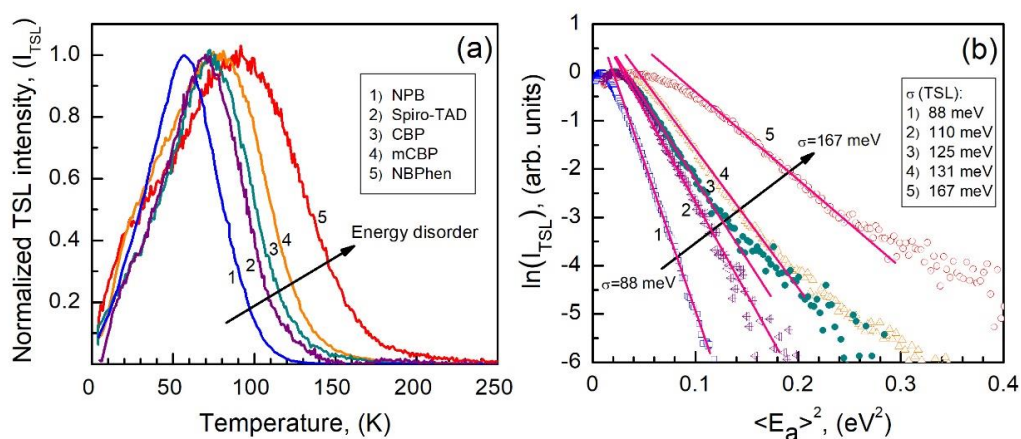 (a)
1) NPB
2) Spiro-TAD
3) CBP
4) mCBP
5) NBPhen
5
Energy disorder
1
2
3
4
Normalized TSL intensity, (I_TSL)
1.0
0.8
0.6
0.4
0.2
0 50 100 150 200 250
Temperature, (K)
(b)
σ (TSL):
1) 88 meV
2) 110 meV
3) 125 meV
4) 131 meV
5) 167 meV
5
σ=167 meV
4
3
2
1
σ=88 meV
ln(I_TSL), (arb. units)
0
-1
-2
-3
-4
-5
-6
0 0.1 0.2 0.3 0.4
<E_a>², (eV²)